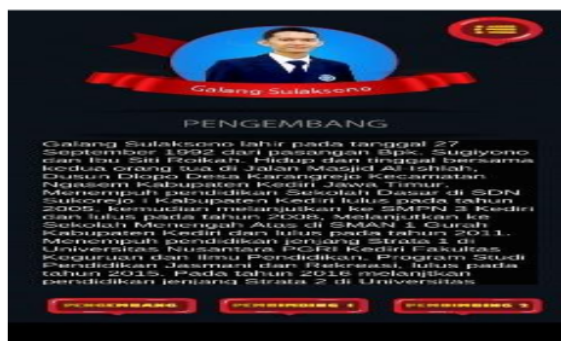 Galang Sulaksono
PENGEMBANG
Galang Sulaksono lahir pada tanggal 27
September 1992 dari pasangan Bpk. Sugiyono
dan Ibu Siti Roikah. Hidup dan tinggal bersama
kedua orang tua di Jalan Masjid Al Ishlah,
Dusun Dlopo Desa Karangrejo Kecamatan
Ngasem Kabupaten Kediri Jawa Timur.
Menempuh pendidikan Sekolah Dasar di SDN
Sukorejo I Kabupaten Kediri lulus pada tahun
2005, kemudian melanjutkan ke SMPN 2 Kediri
dan lulus pada tahun 2008. Melanjutkan ke
Sekolah Menengah Atas di SMAN 1 Gurah
Kabupaten Kediri dan lulus pada tahun 2011.
Menempuh pendidikan jenjang Strata 1 di
Universitas Nusantara PGRI Kediri Fakultas
Keguruan dan Ilmu Pendidikan, Program Studi
Pendidikan Jasmani dan Rekreasi, lulus pada
tahun 2015. Pada tahun 2016 melanjtkan
pendidikan jenjang Strata 2 di Universitas
PENGEMBANG
PEMBIMBING 1
PEMBIMBING 2